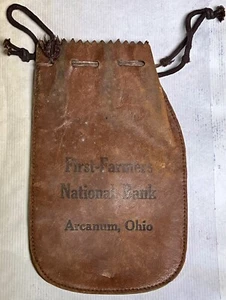 First-Farmers
National Bank
Arcanum, Ohio